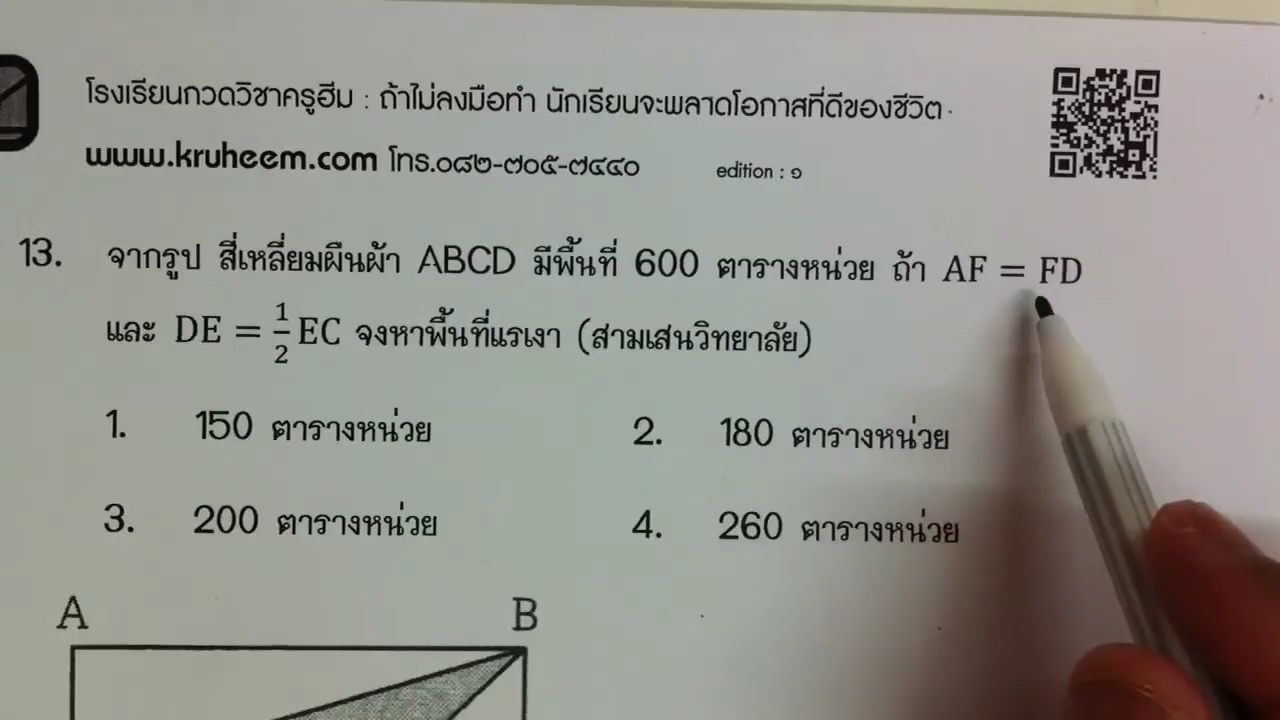 โรงเรียนกวดวิชาครูฮีม : ถ้าไม่ลงมือทำ นักเรียนจะพลาดโอกาสที่ดีของชีวิต
www.kruheem.com โทร.๐๘๒-๗๐๕-๗๔๔๐ edition : ๑
13. จากรูป สี่เหลี่ยมผืนผ้า ABCD มีพื้นที่ 600 ตารางหน่วย ถ้า AF = FD
และ DE = 1/2 EC จงหาพื้นที่แรเงา (สามเสนวิทยาลัย)
1. 150 ตารางหน่วย 2. 180 ตารางหน่วย
3. 200 ตารางหน่วย 4. 260 ตารางหน่วย
A B